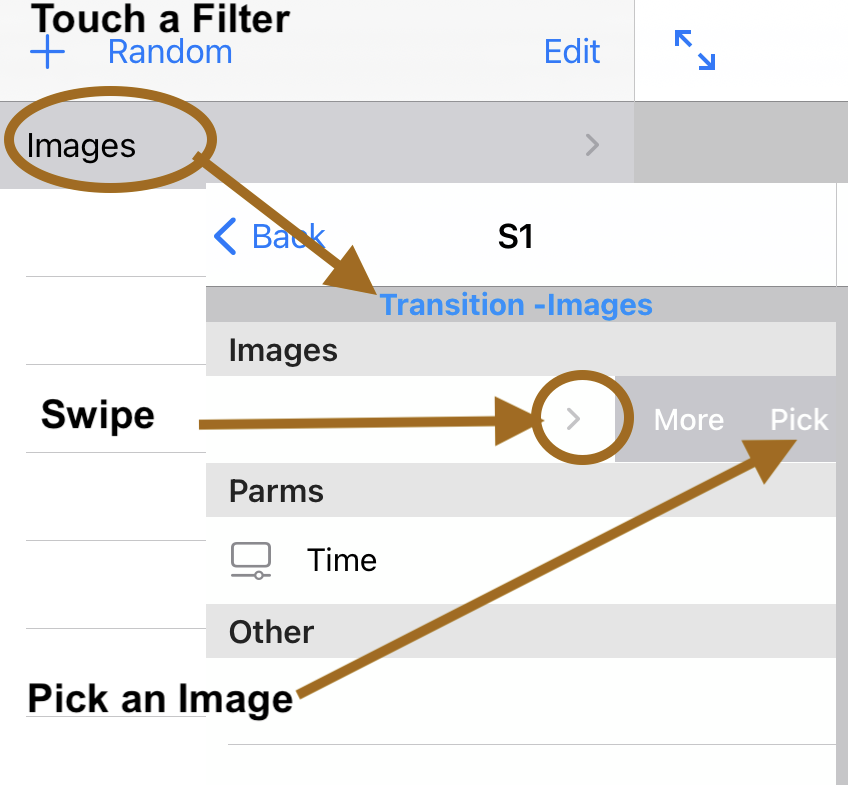 Touch a Filter
Random
Edit
Images
Back
S1
Transition -Images
Images
Swipe
More
Pick
Parms
Time
Other
Pick an Image